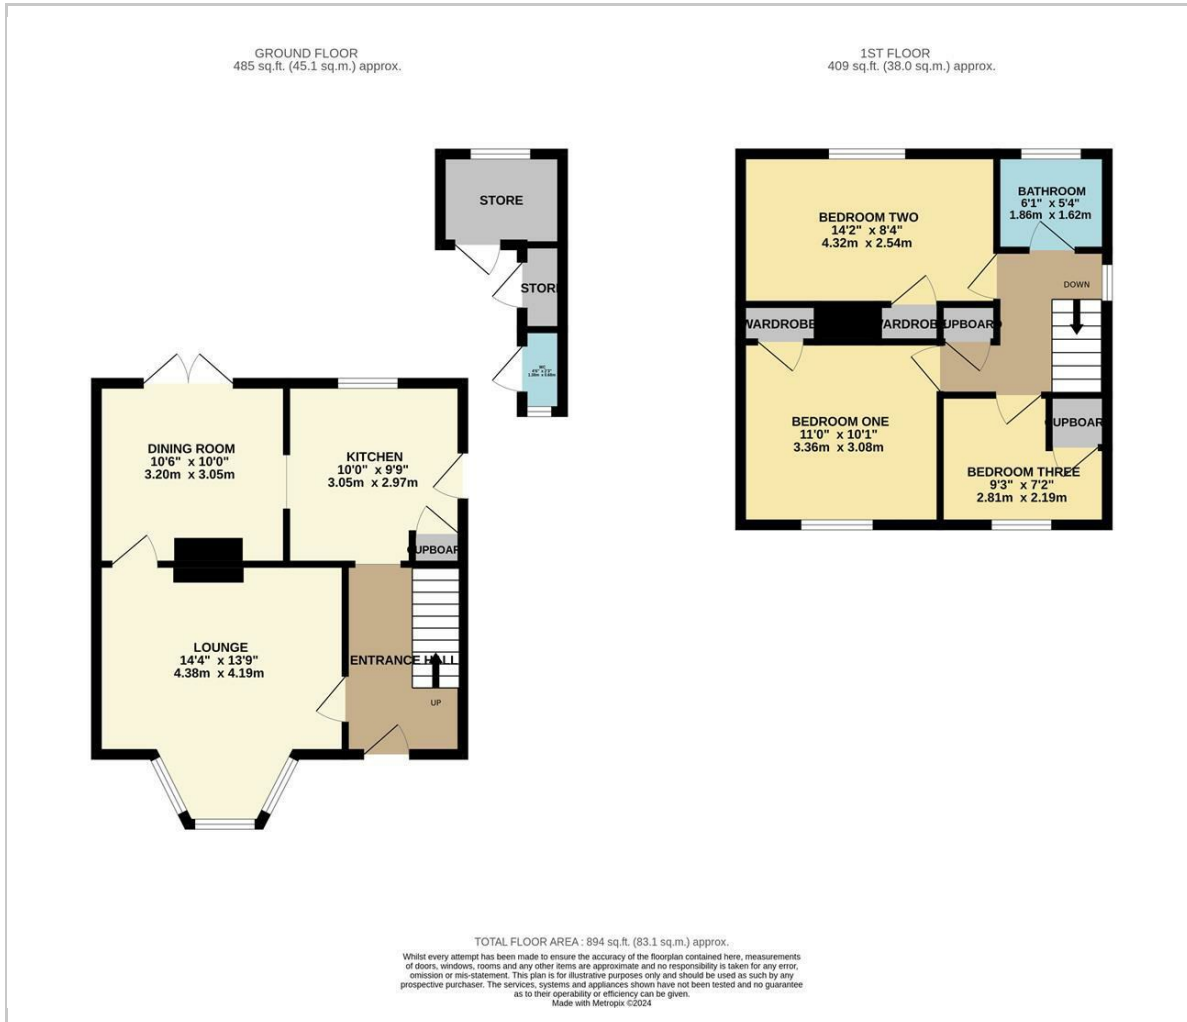 GROUND FLOOR
485 sq.ft. (45.1 sq.m.) approx.
1ST FLOOR
409 sq.ft. (38.0 sq.m.) approx.
STORE
STORE
WC
DINING ROOM
10'6" x 10'0"
3.20m x 3.05m
KITCHEN
10'0" x 9'9"
3.05m x 2.97m
CUPBOAR
LOUNGE
14'4" x 13'9"
4.38m x 4.19m
ENTRANCE HALL
UP
BEDROOM TWO
14'2" x 8'4"
4.32m x 2.54m
BATHROOM
6'1" x 5'4"
1.86m x 1.62m
DOWN
WARDROBE
WARDROBE
UPBOARD
BEDROOM ONE
11'0" x 10'1"
3.36m x 3.08m
CUPBOAR
BEDROOM THREE
9'3" x 7'2"
2.81m x 2.19m
TOTAL FLOOR AREA : 894 sq.ft. (83.1 sq.m.) approx.
Whilst every attempt has been made to ensure the accuracy of the floorplan contained here, measurements
of doors, windows, rooms and any other items are approximate and no responsibility is taken for any error,
omission or mis-statement. This plan is for illustrative purposes only and should be used as such by any
prospective purchaser. The services, systems and appliances shown have not been tested and no guarantee
as to their operability or efficiency can be given.
Made with Metropix ©2024